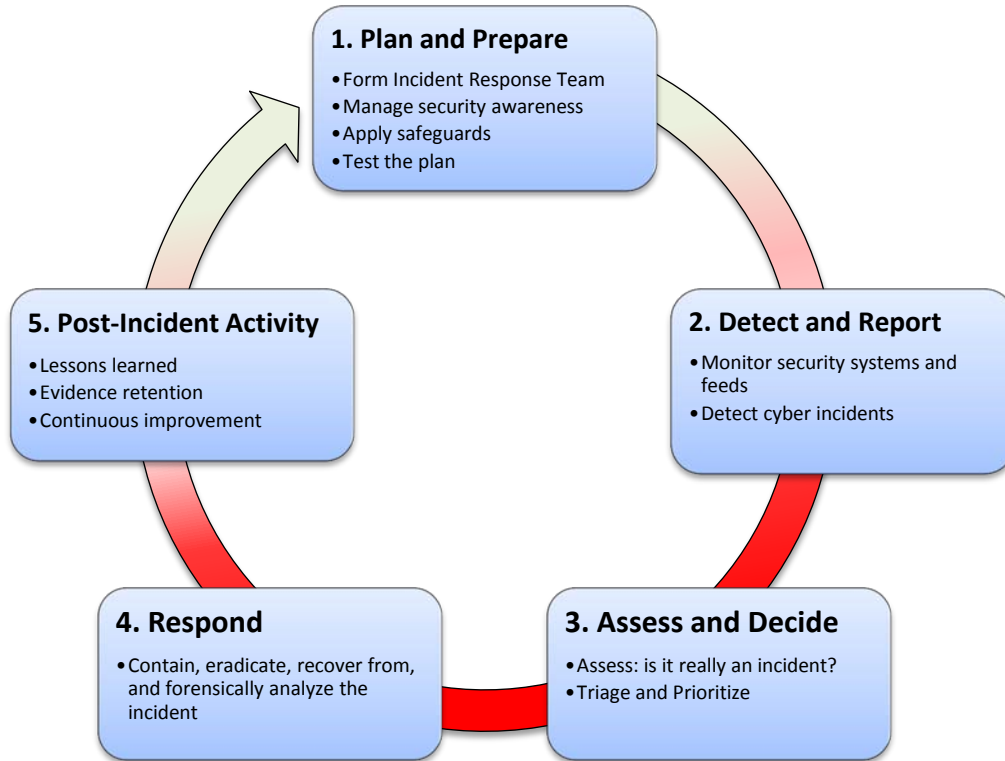 1. Plan and Prepare
•Form Incident Response Team
•Manage security awareness
•Apply safeguards
•Test the plan
2. Detect and Report
•Monitor security systems and
feeds
•Detect cyber incidents
3. Assess and Decide
•Assess: is it really an incident?
•Triage and Prioritize
4. Respond
•Contain, eradicate, recover from,
and forensically analyze the
incident
5. Post-Incident Activity
•Lessons learned
•Evidence retention
•Continuous improvement